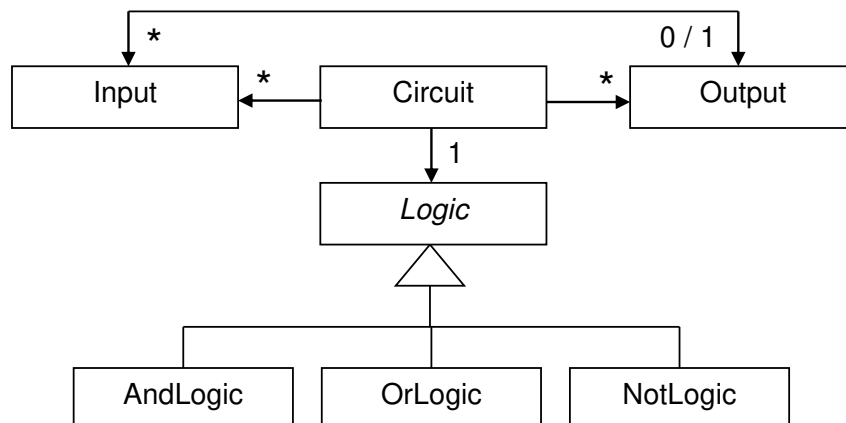 * 0 / 1
Input * Circuit * Output
1
Logic
AndLogic OrLogic NotLogic